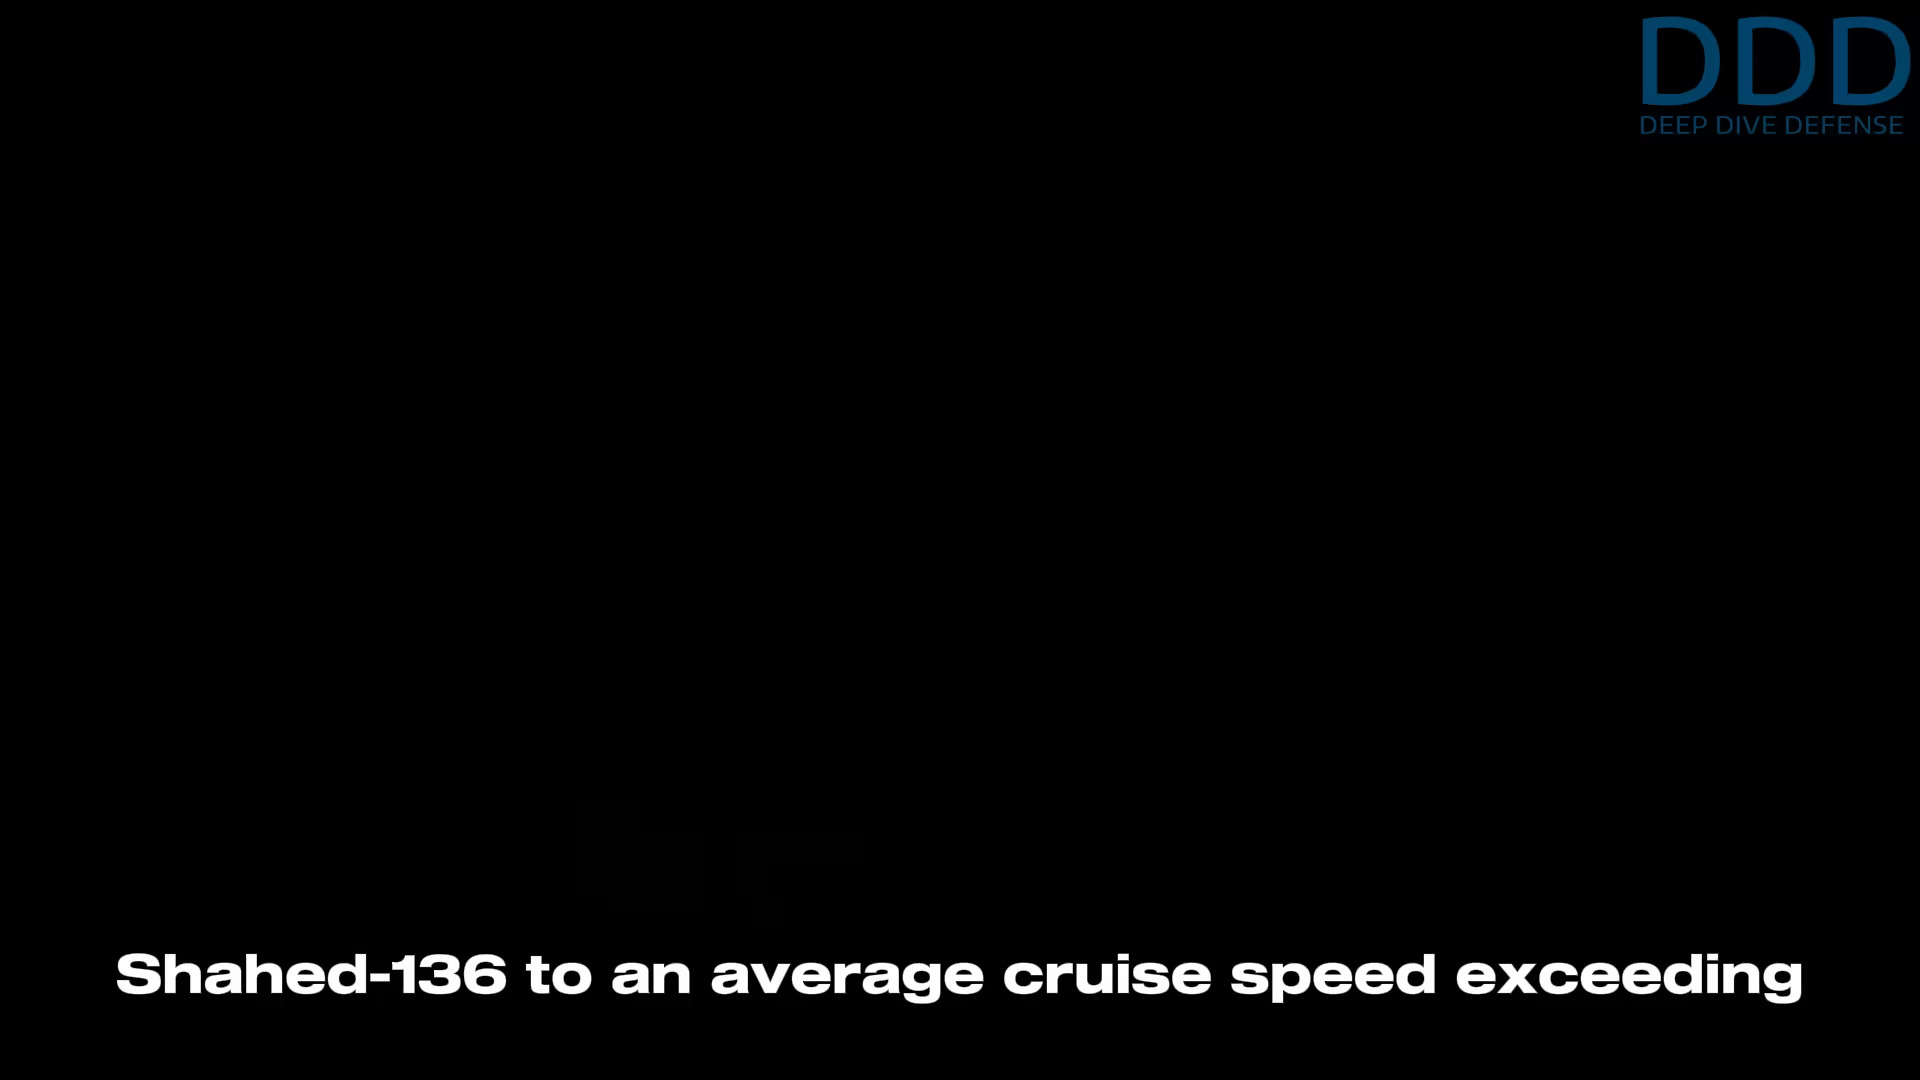 DDD
DEEP DIVE DEFENSE
Shahed-136 to an average cruise speed exceeding